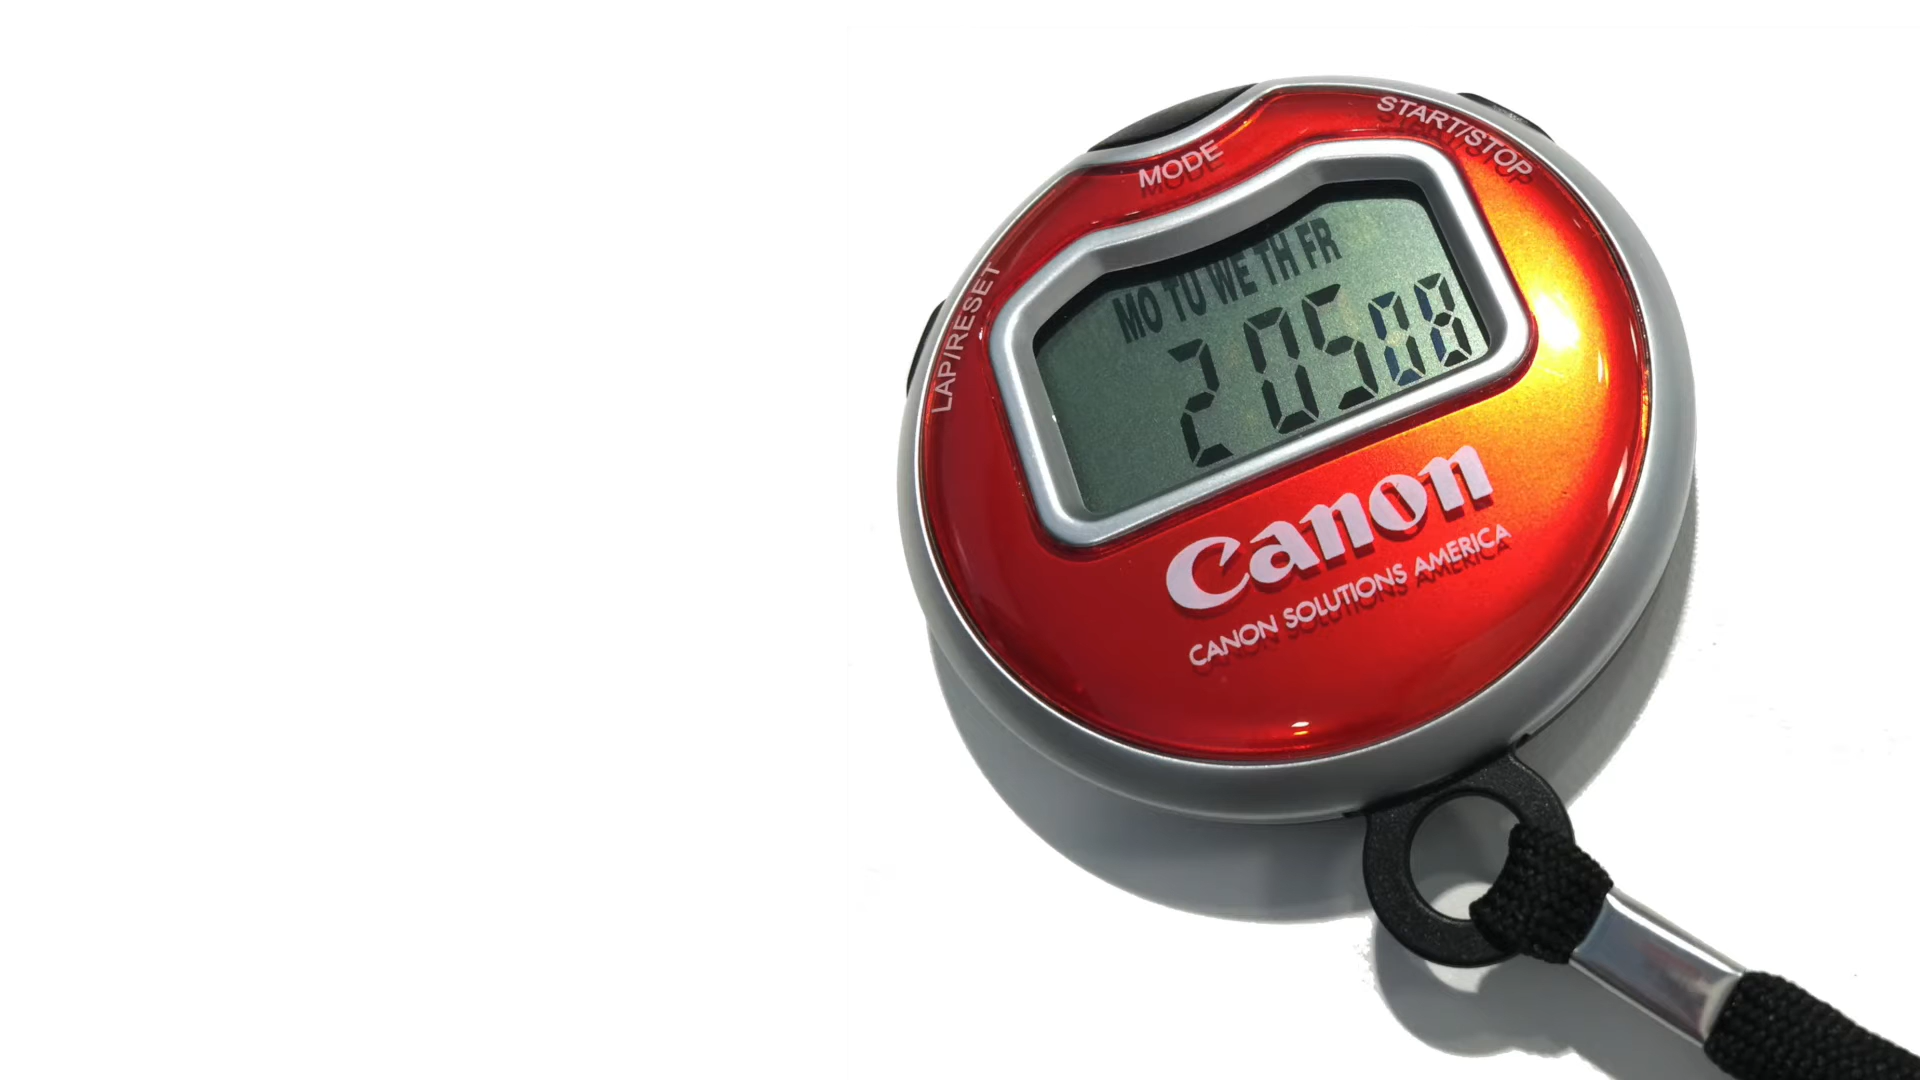 START/STOP
MODE
LAP/RESET
MO TU WE TH FR
2 05 08
Canon
CANON SOLUTIONS AMERICA